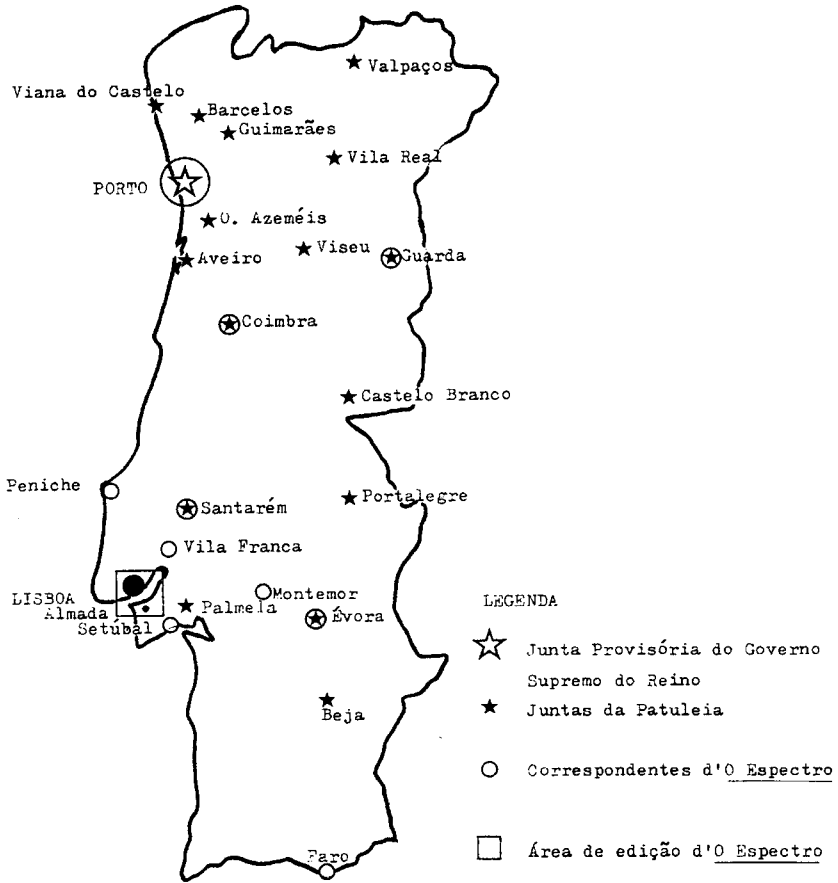 Valpaços
Viana do Castelo
Barcelos
Guimarães
Vila Real
PORTO
O. Azeméis
Viseu
Guarda
Aveiro
Coimbra
Castelo Branco
Peniche
Portalegre
Santarém
Vila Franca
LISBOA
Montemor
Almada
Palmela
Évora
Setúbal
Beja
Faro
LEGENDA
Junta Provisória do Governo
Supremo do Reino
Juntas da Patuleia
Correspondentes d'O Espectro
Área de edição d'O Espectro